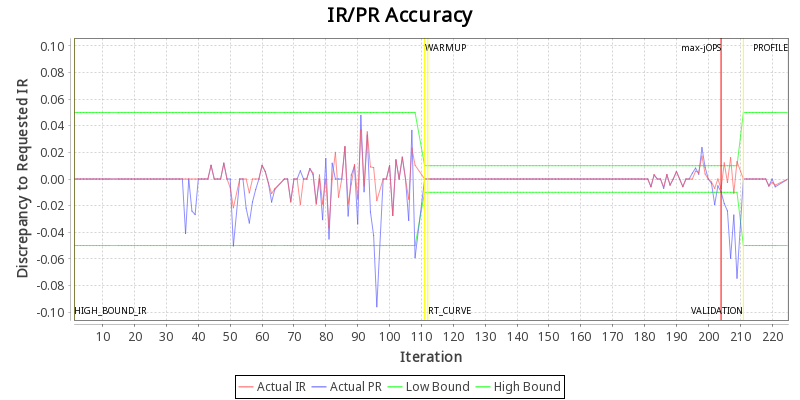 IR/PR Accuracy
Discrepancy to Requested IR
0.10
0.08
0.06
0.04
0.02
0.00
-0.02
-0.04
-0.06
-0.08
-0.10
WARMUP
max-jOPS
PROFILE
HIGH_BOUND_IR
RT_CURVE
VALIDATION
10 20 30 40 50 60 70 80 90 100 110 120 130 140 150 160 170 180 190 200 210 220
Iteration
Actual IR Actual PR Low Bound High Bound